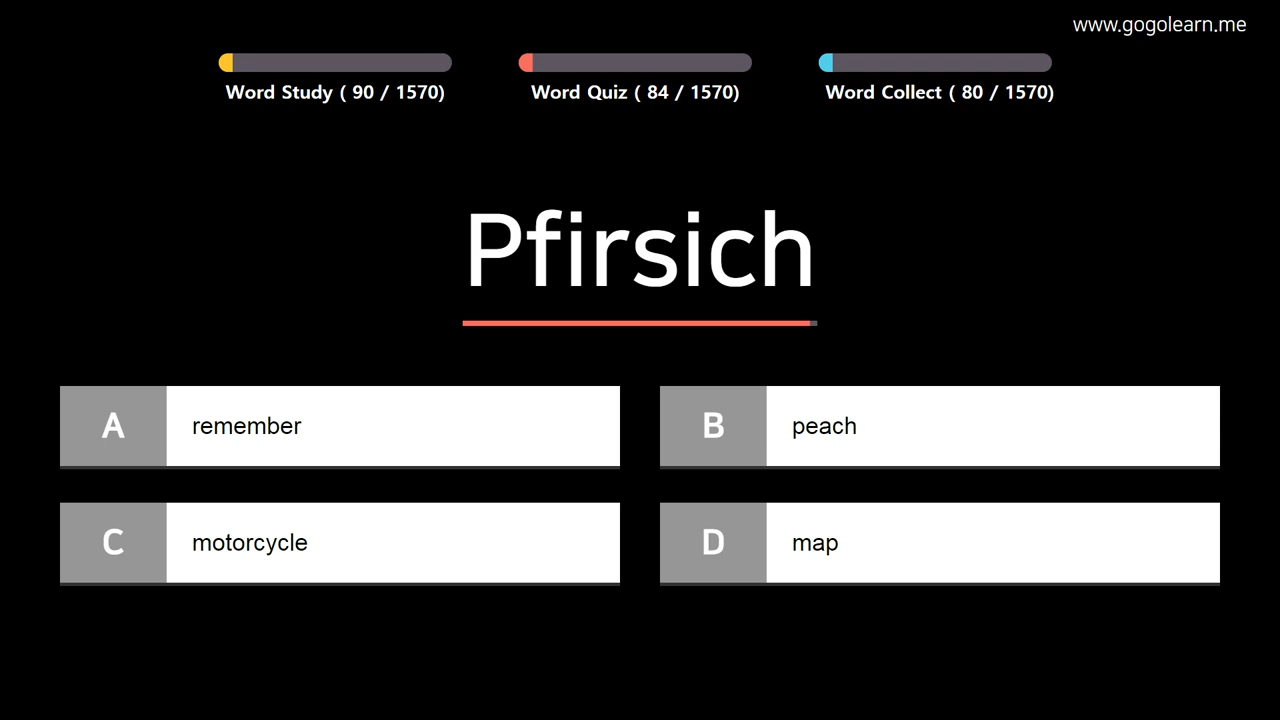 www.gogolearn.me
Word Study ( 90 / 1570)
Word Quiz ( 84 / 1570)
Word Collect ( 80 / 1570)
Pfirsich
A remember
B peach
C motorcycle
D map